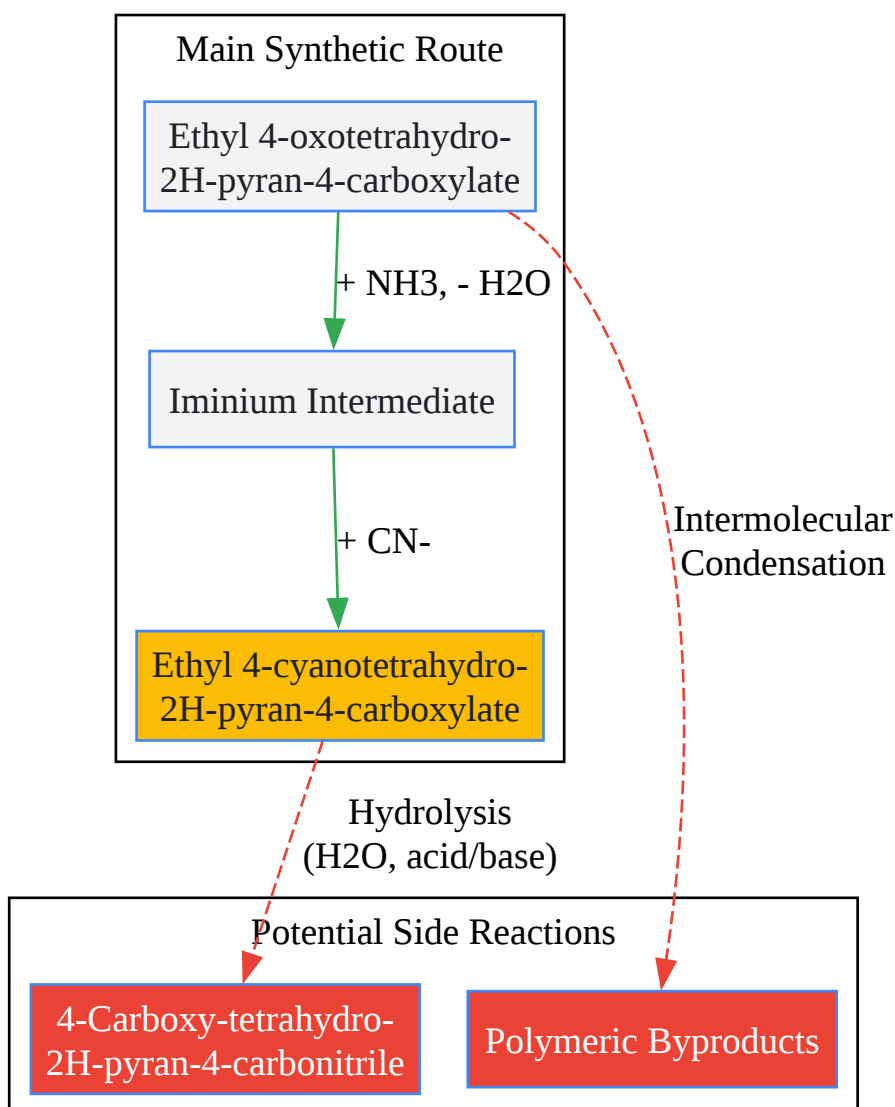 Main Synthetic Route
Ethyl 4-oxotetrahydro-
2H-pyran-4-carboxylate
+ NH3, - H2O
Iminium Intermediate
+ CN-
Intermolecular
Condensation
Ethyl 4-cyanotetrahydro-
2H-pyran-4-carboxylate
Hydrolysis
(H2O, acid/base)
Potential Side Reactions
4-Carboxy-tetrahydro-
2H-pyran-4-carbonitrile
Polymeric Byproducts